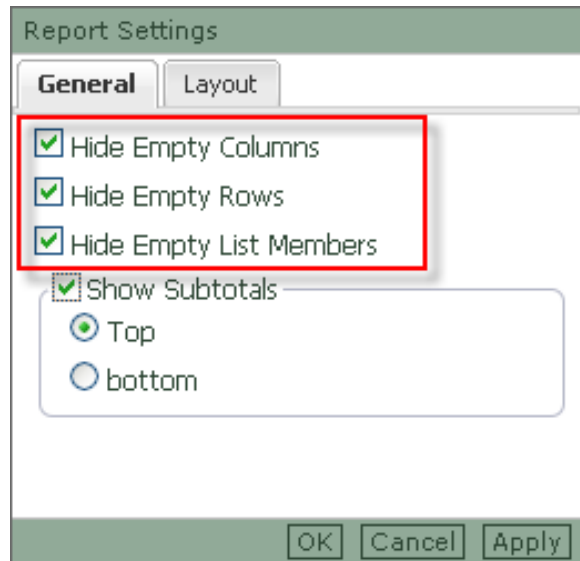 Report Settings
General Layout
Hide Empty Columns
Hide Empty Rows
Hide Empty List Members
Show Subtotals
Top
bottom
OK Cancel Apply